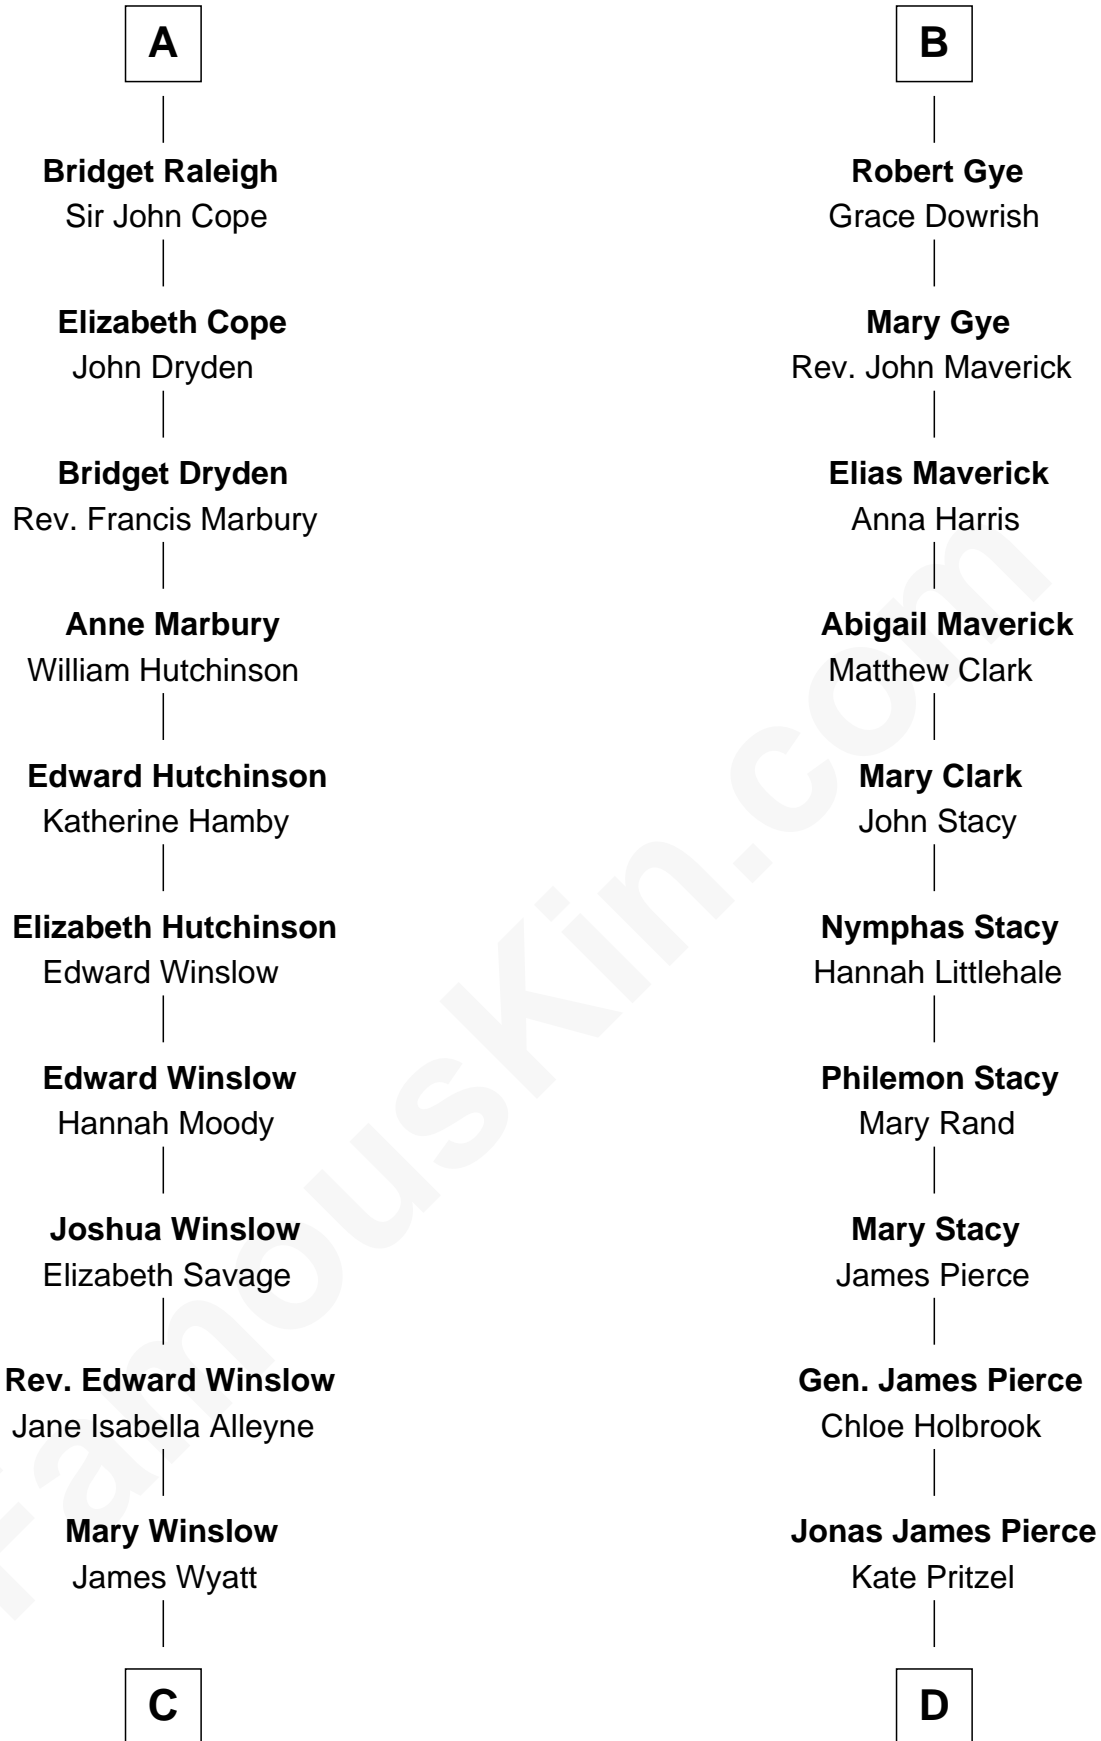 A
Bridget Raleigh
Sir John Cope
Elizabeth Cope
John Dryden
Bridget Dryden
Rev. Francis Marbury
Anne Marbury
William Hutchinson
Edward Hutchinson
Katherine Hamby
Elizabeth Hutchinson
Edward Winslow
Edward Winslow
Hannah Moody
Joshua Winslow
Elizabeth Savage
Rev. Edward Winslow
Jane Isabella Alleyne
Mary Winslow
James Wyatt
C
B
Robert Gye
Grace Dowrish
Mary Gye
Rev. John Maverick
Elias Maverick
Anna Harris
Abigail Maverick
Matthew Clark
Mary Clark
John Stacy
Nymphas Stacy
Hannah Littlehale
Philemon Stacy
Mary Rand
Mary Stacy
James Pierce
Gen. James Pierce
Chloe Holbrook
Jonas James Pierce
Kate Pritzel
D
FamousKin.com